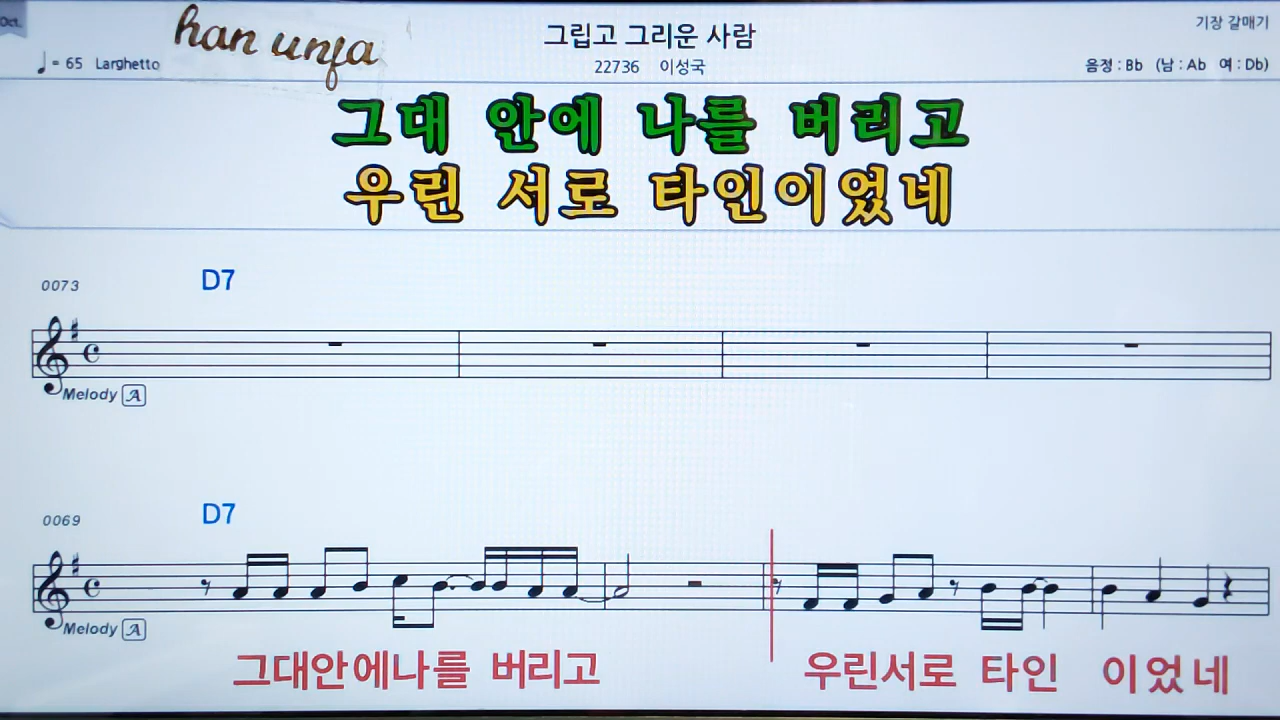 Oct.
han unja
그립고 그리운 사람
기장 갈매기
♩= 65 Larghetto
22736 이성국
음정 : Bb (남 : Ab 여 : Db)
그대 안에 나를 버리고
우린 서로 타인이었네
0073
D7
Melody A
0069
D7
Melody A
그대안에나를 버리고 우린서로 타인 이었네